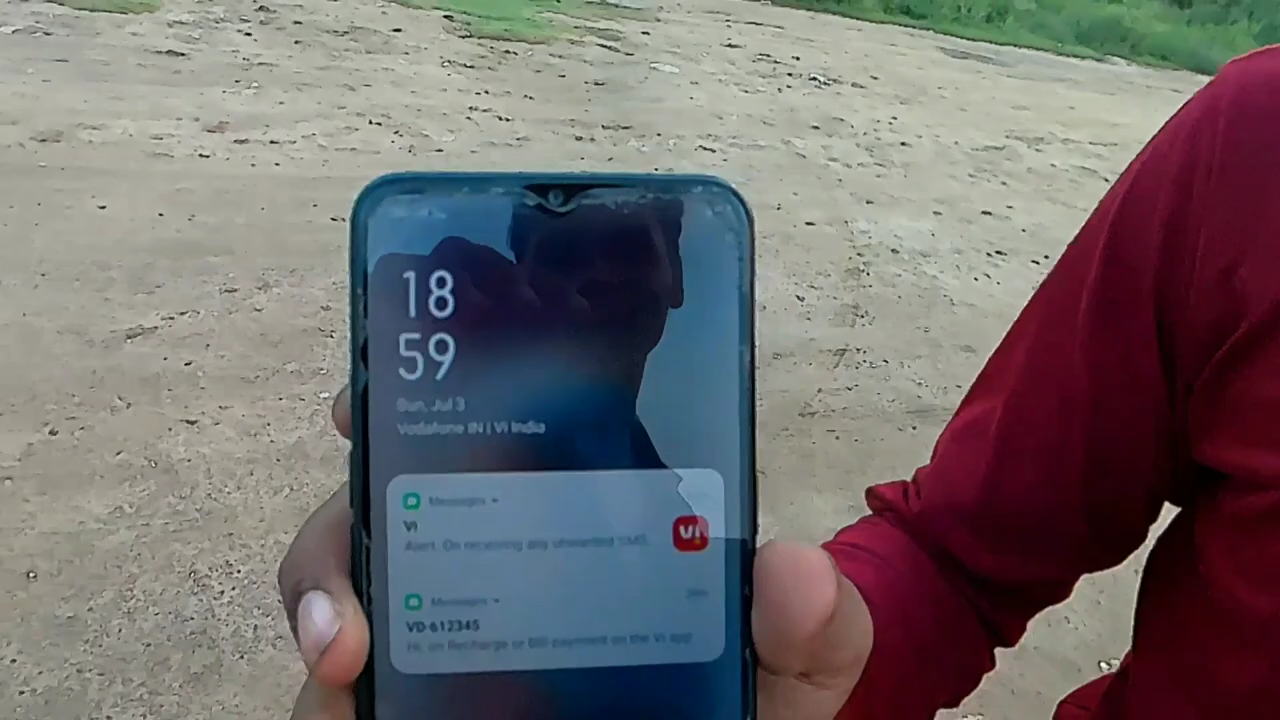 18
59
Sun, Jul 3
Vodafone IN | Vi India
Messages
Vi
Alert. On receiving any unwanted SMS,
VI
Messages
VD-612345
Hi, on Recharge or Bill payment on the Vi app